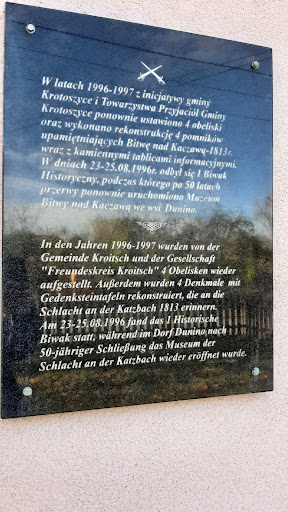 W latach 1996-1997 z inicjatywy gminy
Krotoszyce i Towarzystwa Przyjaciół Gminy
Krotoszyce ponownie ustawiono 4 obeliski
oraz wykonano rekonstrukcję 4 pomników
upamiętniających Bitwę nad Kaczawą-1813r.
wraz z kamiennymi tablicami informacyjnymi.
W dniach 23-25.08.1996r. odbył się I Biwak
Historyczny, podczas którego po 50 latach
przerwy ponownie uruchomiono Muzeum
Bitwy nad Kaczawą we wsi Dunino.
In den Jahren 1996-1997 wurden von der
Gemeinde Kroitsch und der Gesellschaft
"Freundeskreis Kroitsch" 4 Obelisken wieder
aufgestellt. Außerdem wurden 4 Denkmale mit
Gedenksteintafeln rekonstruiert, die an die
Schlacht an der Katzbach 1813 erinnern.
Am 23-25.08.1996 fand das 1 Historische
Biwak statt, während im Dorf Dunino nach
50-jähriger Schließung das Museum der
Schlacht an der Katzbach wieder eröffnet wurde.